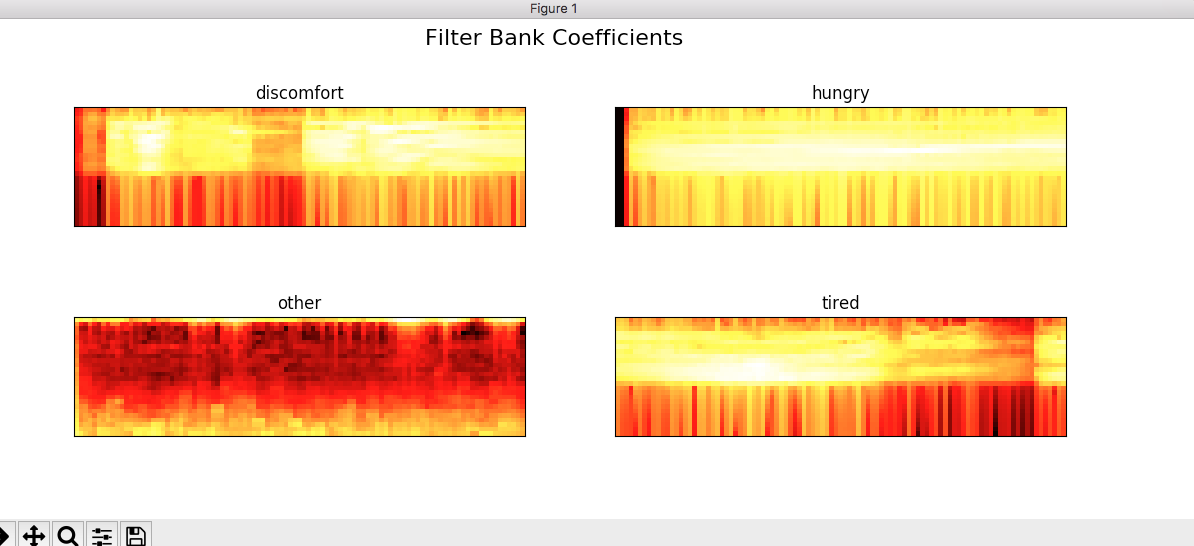 Figure 1
Filter Bank Coefficients
discomfort
hungry
other
tired